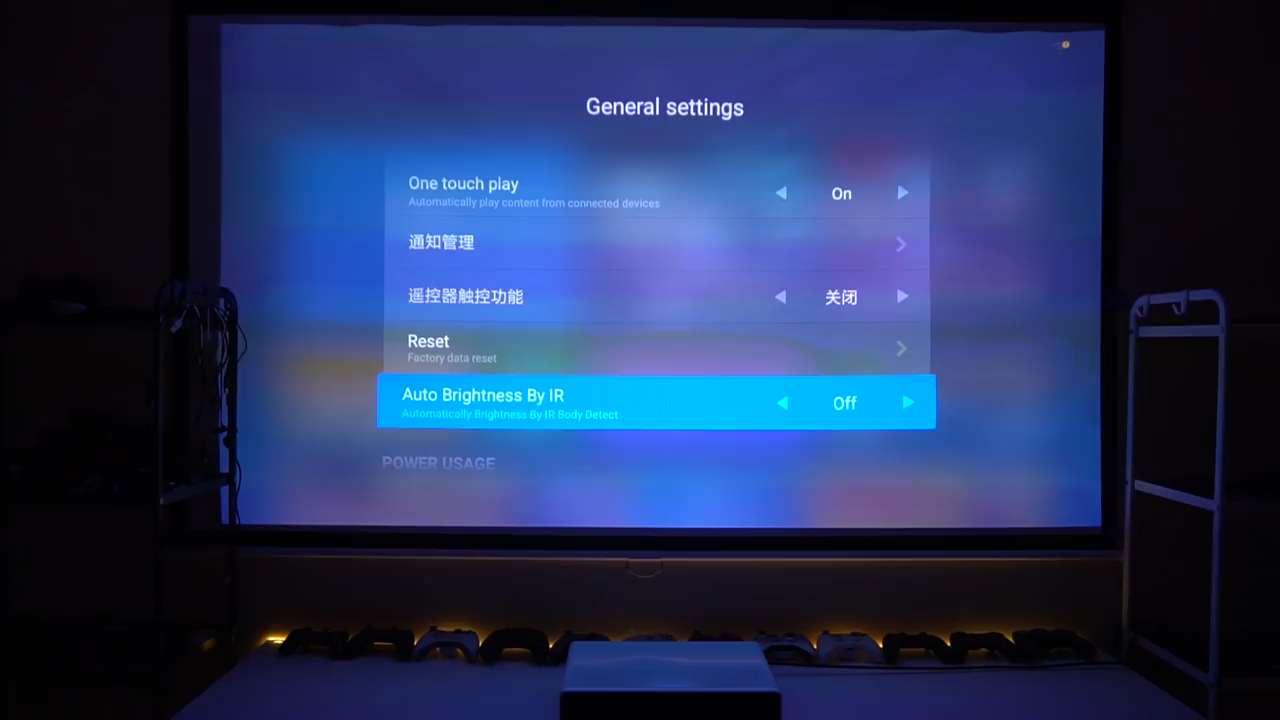 General settings
One touch play
Automatically play content from connected devices
On
通知管理
遥控器触控功能
关闭
Reset
Factory data reset
Auto Brightness By IR
Automatically Brightness By IR Body Detect
Off
POWER USAGE